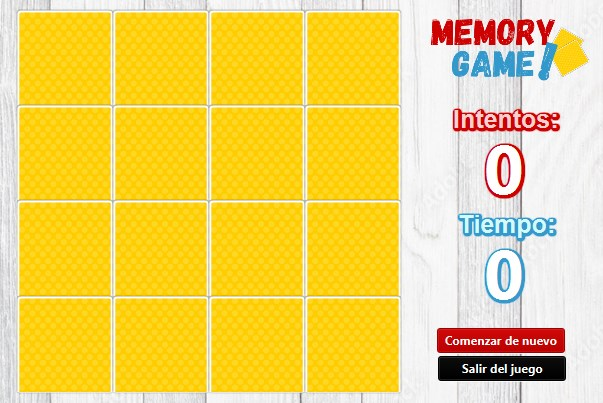 MEMORY
GAME!
Intentos:
0
Tiempo:
0
Comenzar de nuevo
Salir del juego